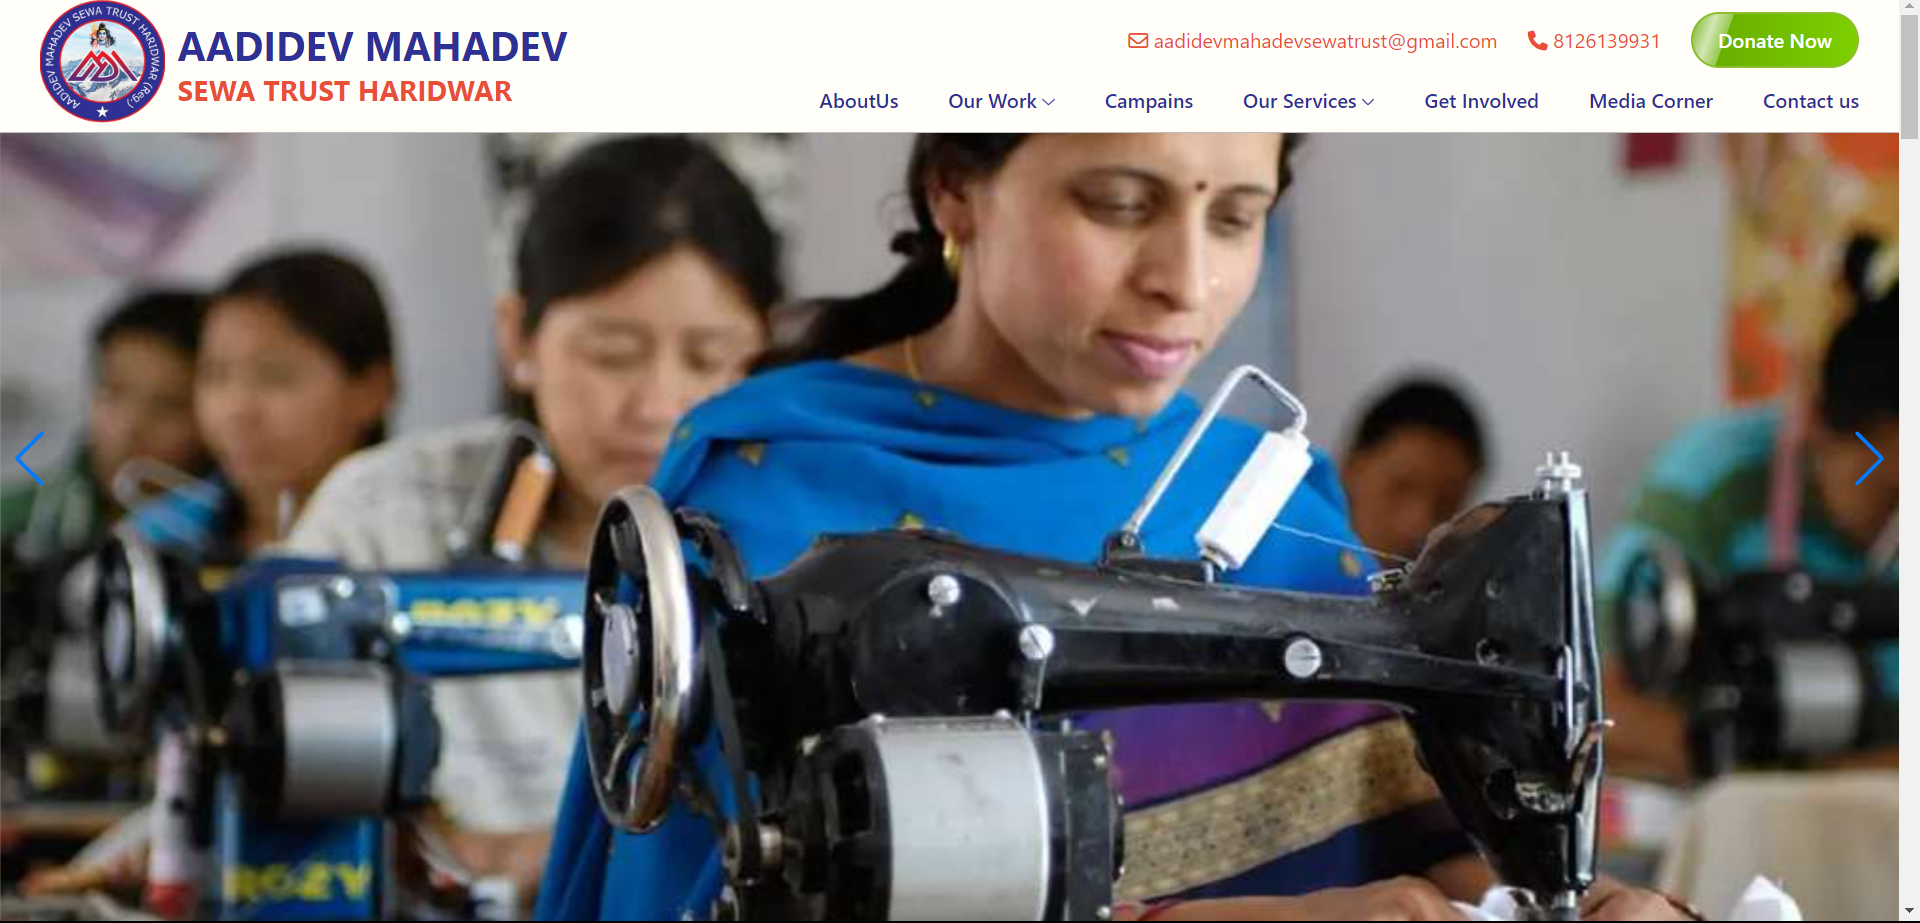 AADIDEV MAHADEV SEWA TRUST HARIDWAR (Reg.)
AADIDEV MAHADEV
SEWA TRUST HARIDWAR
aadidevmahadevsewatrust@gmail.com
8126139931
Donate Now
AboutUs
Our Work
Campains
Our Services
Get Involved
Media Corner
Contact us